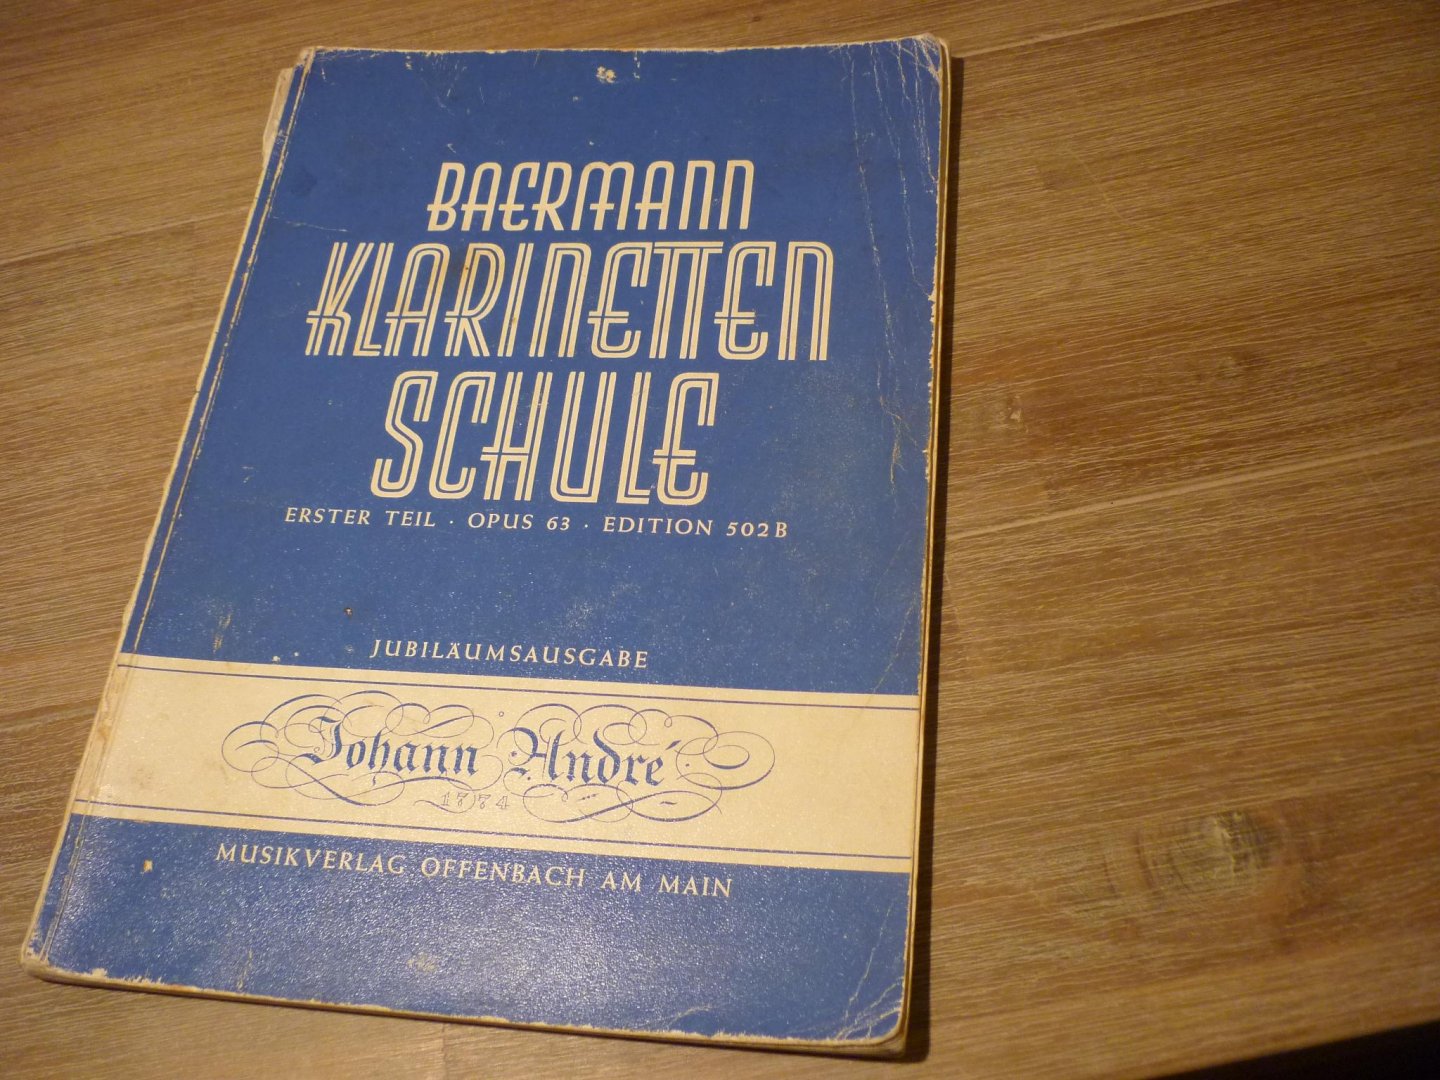 BAERMANN
KLARINETTEN
SCHULE
ERSTER TEIL · OPUS 63 · EDITION 502B
JUBILÄUMSAUSGABE
Johann André
1774
MUSIKVERLAG OFFENBACH AM MAIN